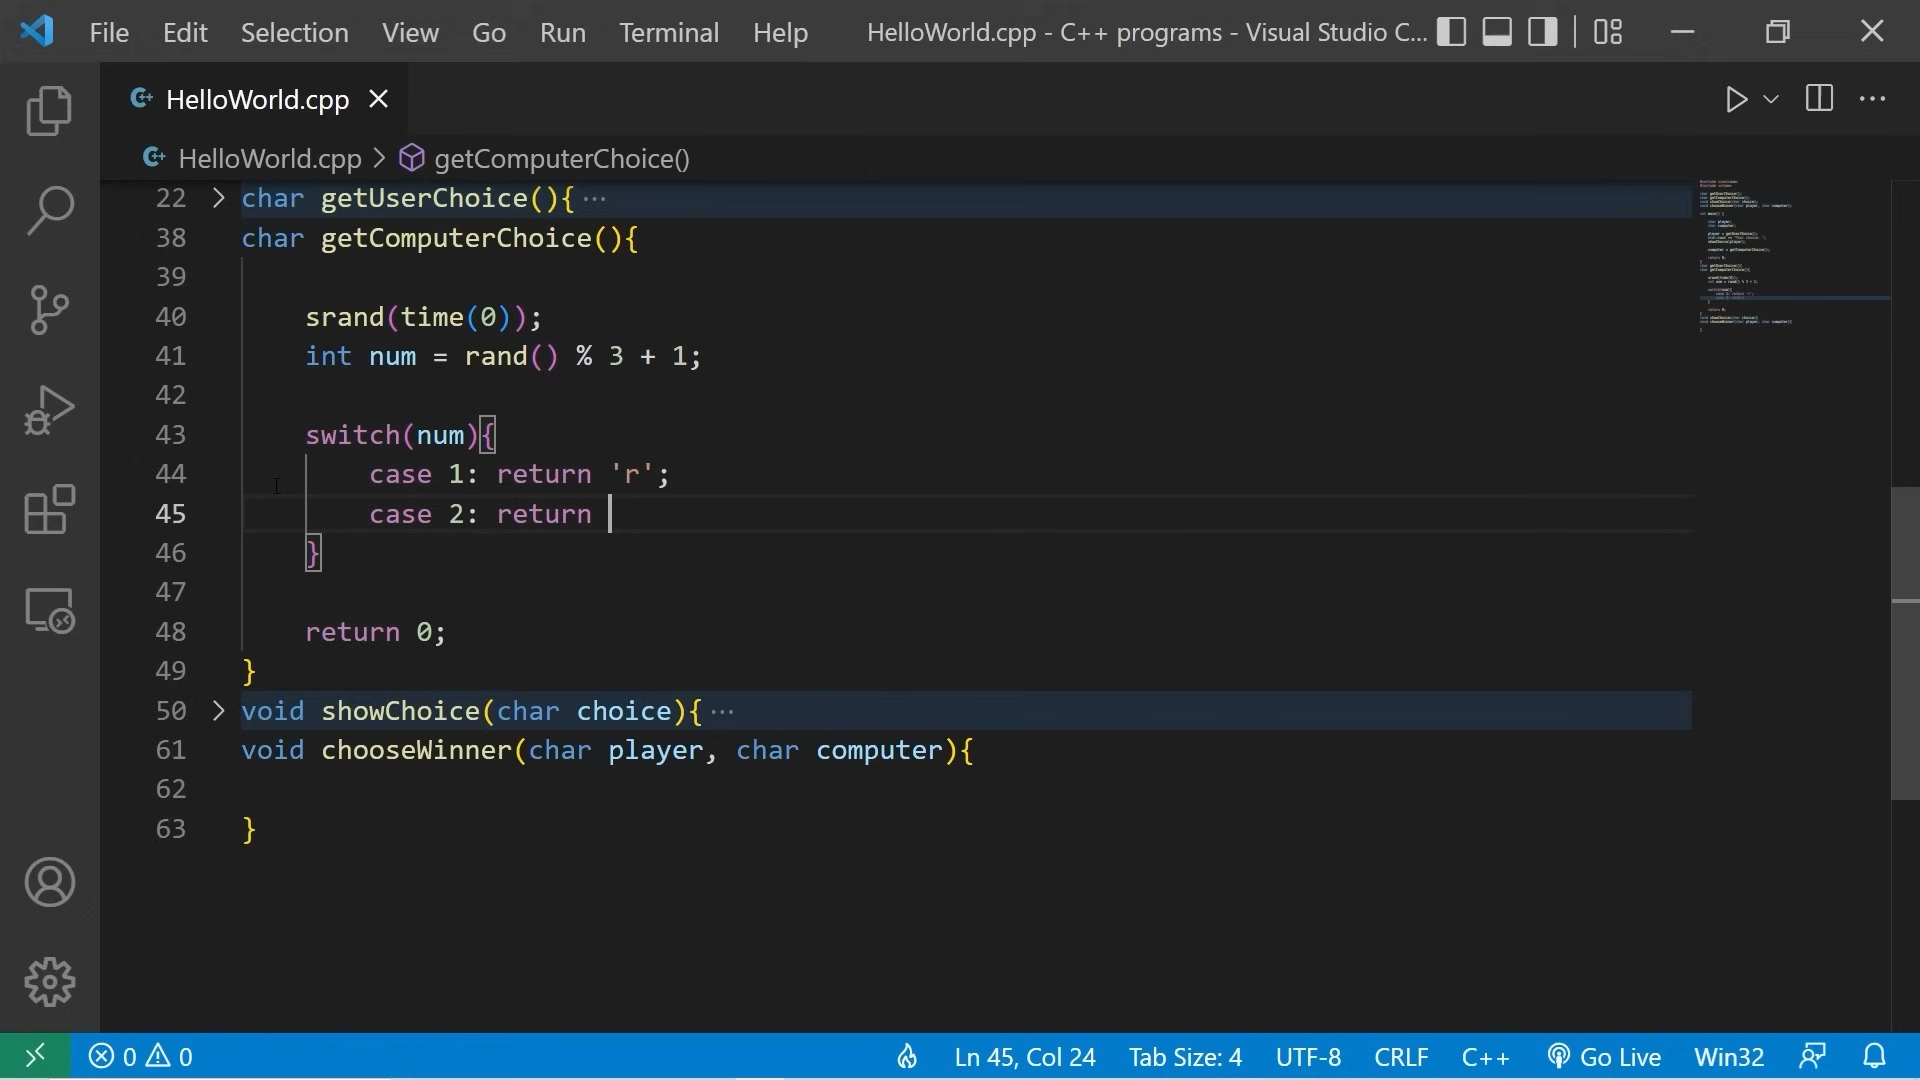 File Edit Selection View Go Run Terminal Help HelloWorld.cpp - C++ programs - Visual Studio C...
HelloWorld.cpp
HelloWorld.cpp > getComputerChoice()
22 > char getUserChoice(){ ···
38 char getComputerChoice(){
39
40 srand(time(0));
41 int num = rand() % 3 + 1;
42
43 switch(num){
44 case 1: return 'r';
45 case 2: return
46 }
47
48 return 0;
49 }
50 > void showChoice(char choice){ ···
61 void chooseWinner(char player, char computer){
62
63 }
0 0 Ln 45, Col 24 Tab Size: 4 UTF-8 CRLF C++ Go Live Win32